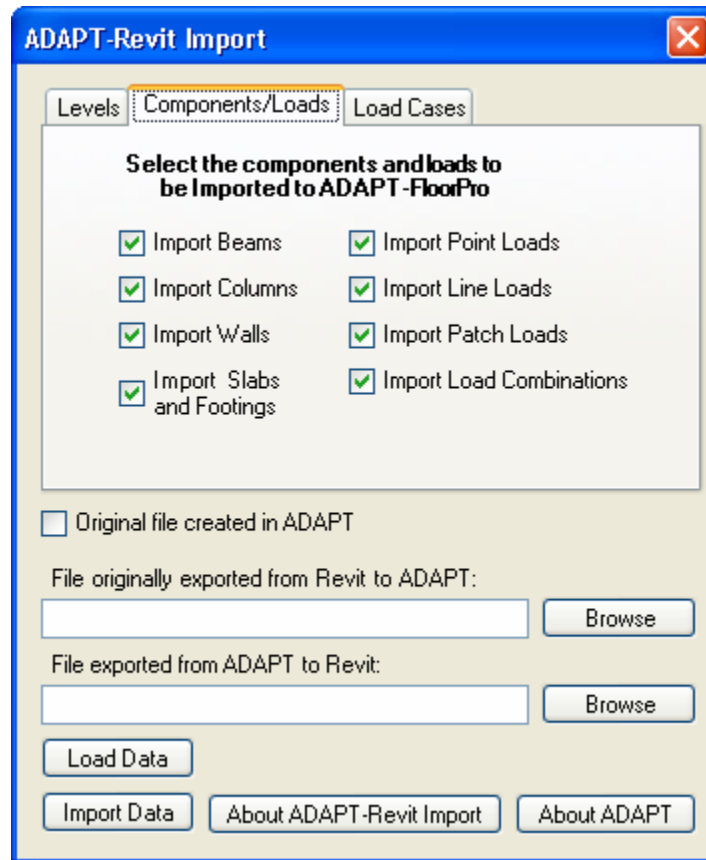 ADAPT-Revit Import
Levels Components/Loads Load Cases
Select the components and loads to
be Imported to ADAPT-FloorPro
Import Beams Import Point Loads
Import Columns Import Line Loads
Import Walls Import Patch Loads
Import Slabs Import Load Combinations
and Footings
Original file created in ADAPT
File originally exported from Revit to ADAPT:
Browse
File exported from ADAPT to Revit:
Browse
Load Data
Import Data About ADAPT-Revit Import About ADAPT